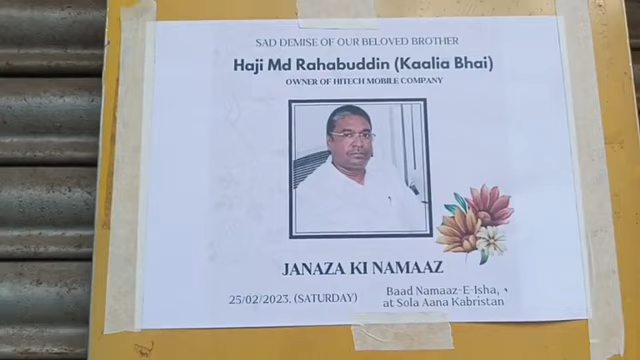 SAD DEMISE OF OUR BELOVED BROTHER
Haji Md Rahabuddin (Kaalia Bhai)
OWNER OF HITECH MOBILE COMPANY
JANAZA KI NAMAAZ
25/02/2023. (SATURDAY)
Baad Namaaz-E-Isha,
at Sola Aana Kabristan